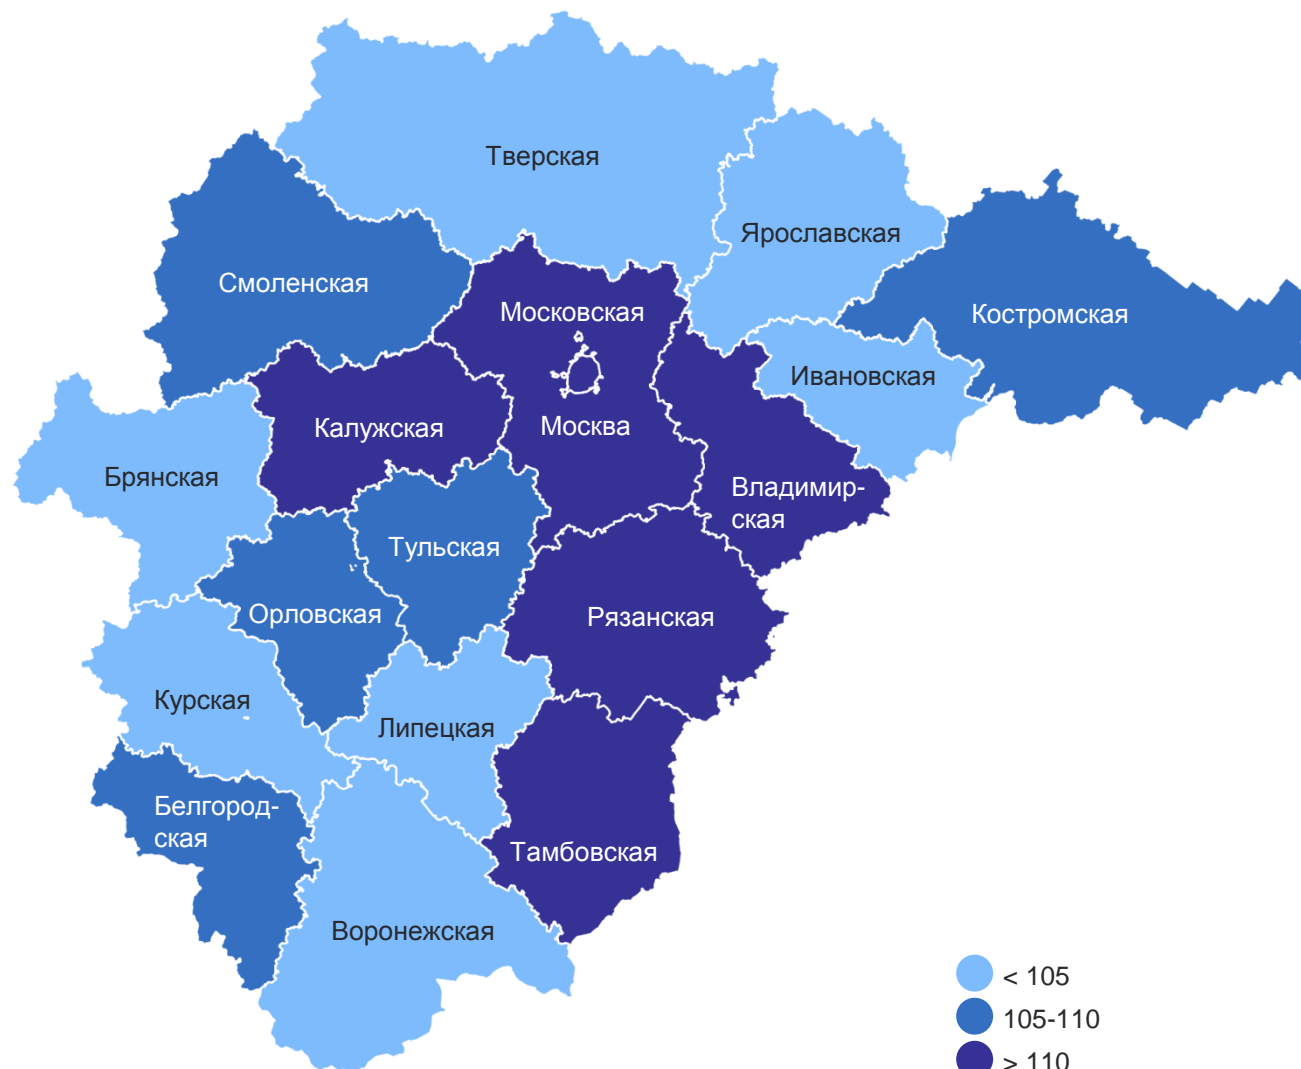 Тверская
Ярославская
Смоленская
Московская
Костромская
Ивановская
Калужская
Москва
Брянская
Владимир-
ская
Тульская
Орловская
Рязанская
Курская
Липецкая
Белгород-
ская
Тамбовская
Воронежская
< 105
105-110
> 110